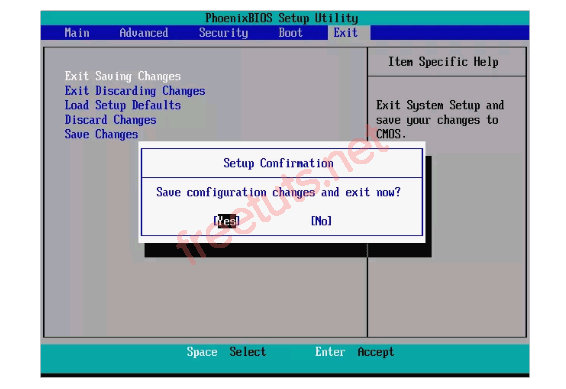 PhoenixBIOS Setup Utility
Main Advanced Security Boot Exit
Item Specific Help
Exit Saving Changes
Exit Discarding Changes
Load Setup Defaults
Discard Changes
Save Changes
Exit System Setup and
save your changes to
CMOS.
Setup Confirmation
Save configuration changes and exit now?
[Yes] [No]
freetuts.net
Space Select Enter Accept